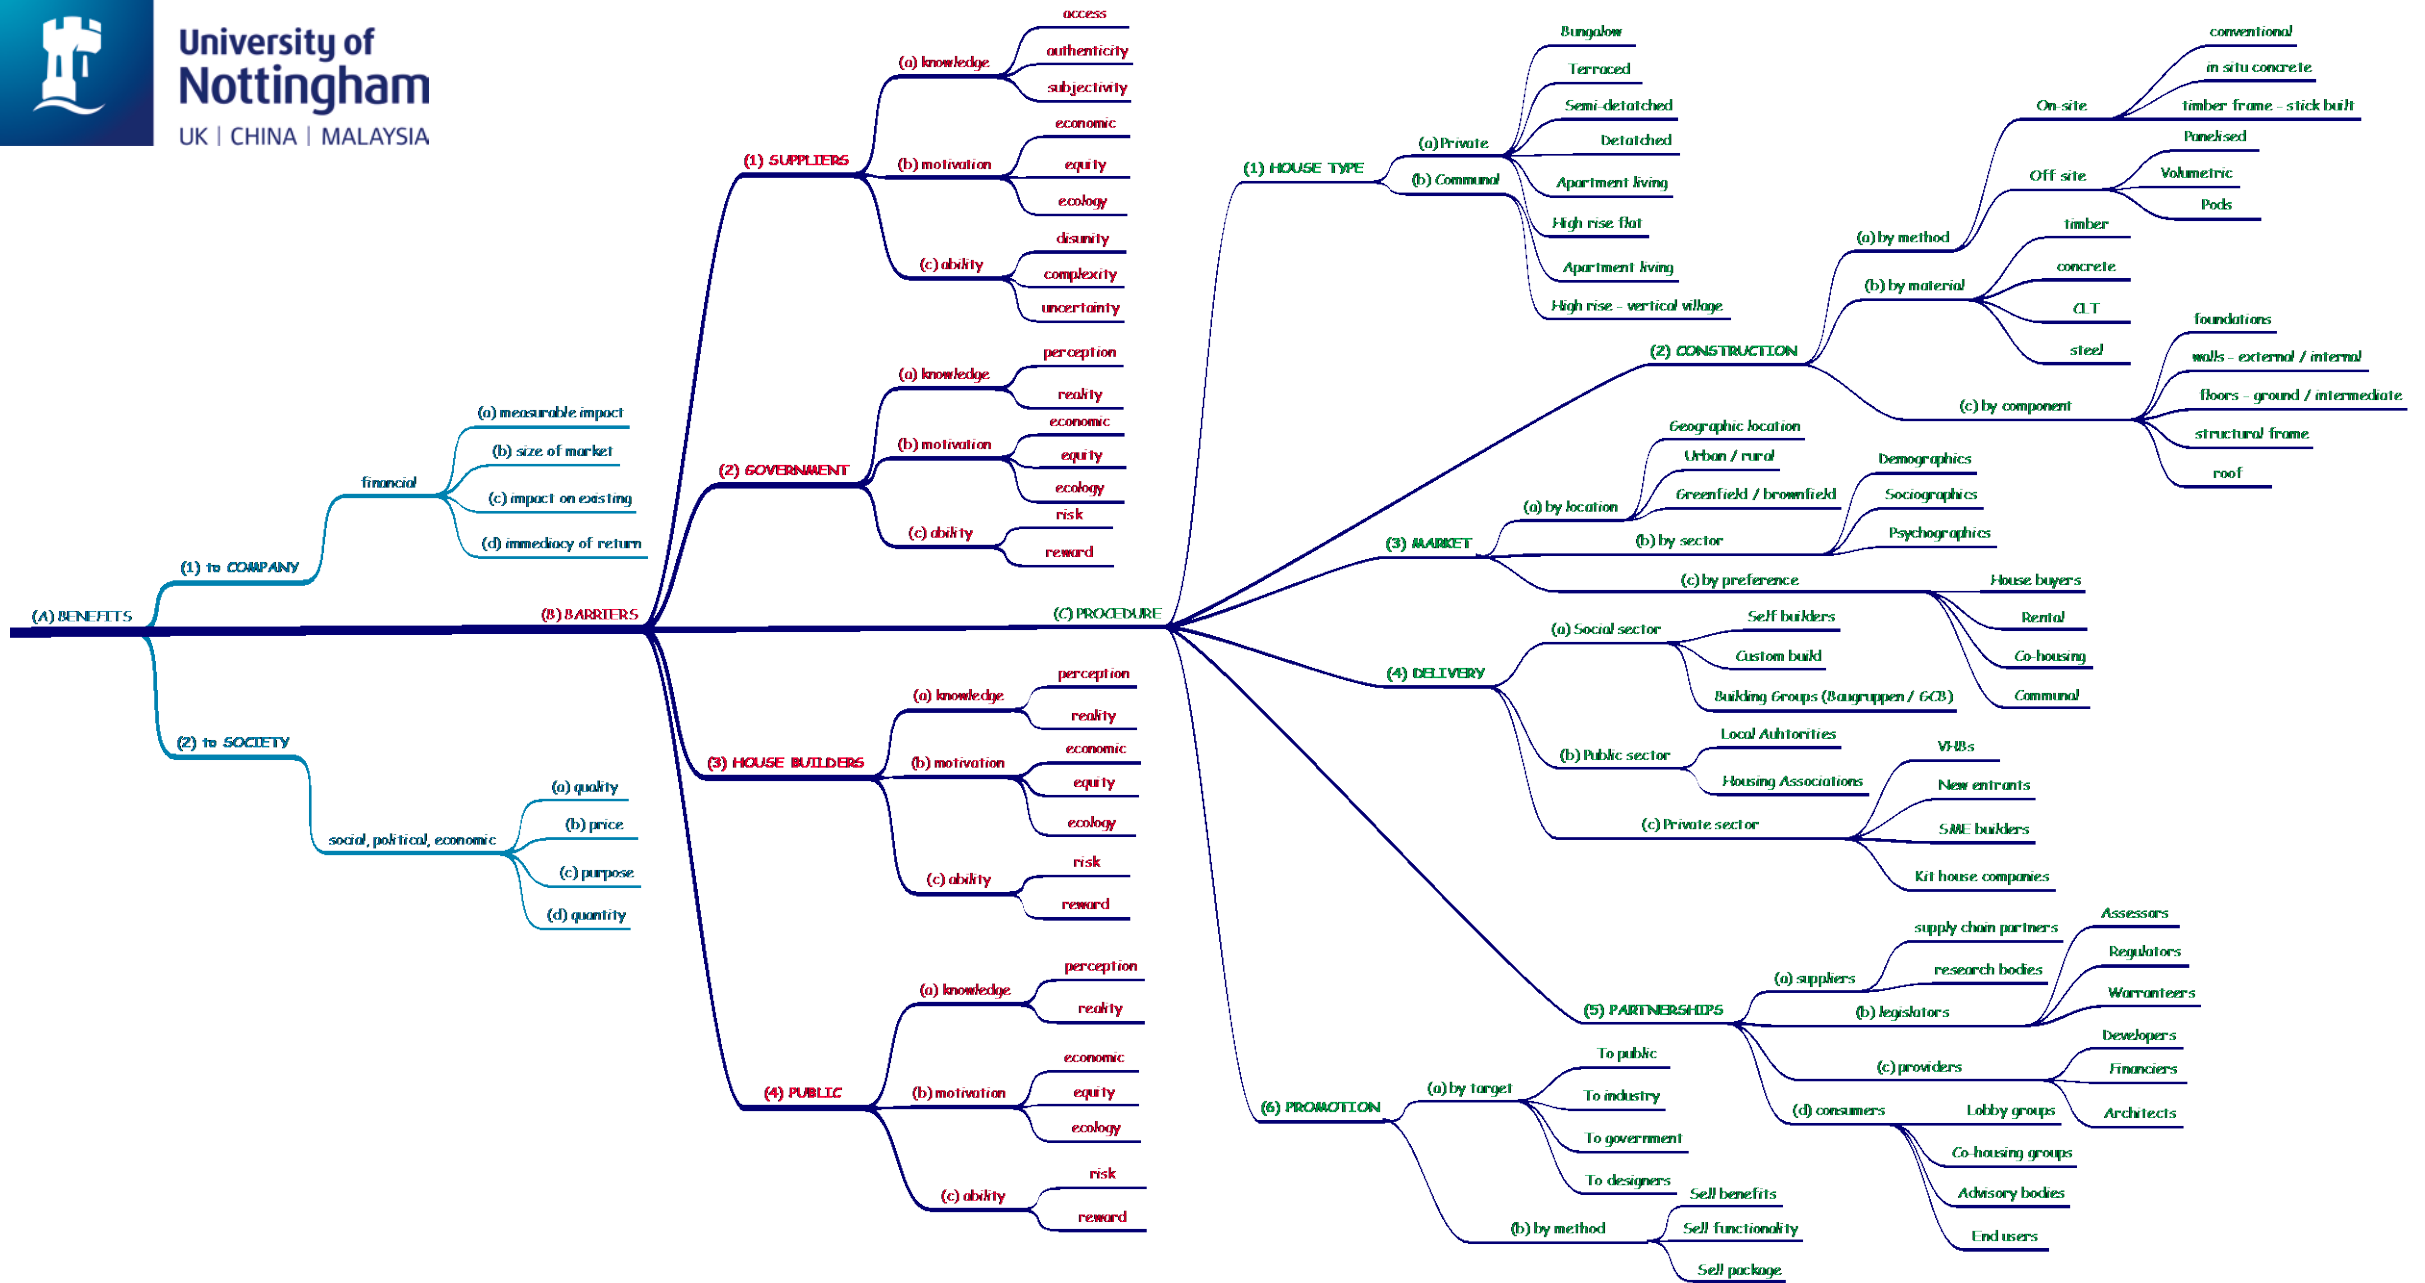 University of
Nottingham
UK | CHINA | MALAYSIA
(A) BENEFITS
(1) to COMPANY
financial
(a) measurable impact
(b) size of market
(c) impact on existing
(d) immediacy of return
(2) to SOCIETY
social, political, economic
(a) quality
(b) price
(c) purpose
(d) quantity
(B) BARRIERS
(1) SUPPLIERS
(a) knowledge
access
authenticity
subjectivity
(b) motivation
economic
equity
ecology
(c) ability
disunity
complexity
uncertainty
(2) GOVERNMENT
(a) knowledge
perception
reality
(b) motivation
economic
equity
ecology
(c) ability
risk
reward
(3) HOUSE BUILDERS
(a) knowledge
perception
reality
(b) motivation
economic
equity
ecology
(c) ability
risk
reward
(4) PUBLIC
(a) knowledge
perception
reality
(b) motivation
economic
equity
ecology
(c) ability
risk
reward
(C) PROCEDURE
(1) HOUSE TYPE
(a) Private
Bungalow
Terraced
Semi-detatched
Detatched
Apartment living
High rise flat
(b) Communal
Apartment living
High rise - vertical village
(2) CONSTRUCTION
(a) by method
On-site
conventional
in situ concrete
timber frame - stick built
Off site
Panelised
Volumetric
Pods
(b) by material
timber
concrete
CLT
steel
(c) by component
foundations
walls - external / internal
floors - ground / intermediate
structural frame
roof
(3) MARKET
(a) by location
Geographic location
Urban / rural
Greenfield / brownfield
(b) by sector
Demographics
Sociographics
Psychographics
(c) by preference
House buyers
Rental
Co-housing
Communal
(4) DELIVERY
(a) Social sector
Self builders
Custom build
Building Groups (Baugruppen / GCB)
(b) Public sector
Local Auhtorities
Housing Associations
(c) Private sector
VHBs
New entrants
SME builders
Kit house companies
(5) PARTNERSHIPS
(a) suppliers
supply chain partners
research bodies
(b) legislators
Assessors
Regulators
Warranteers
(c) providers
Developers
Financiers
Architects
(d) consumers
Lobby groups
Co-housing groups
Advisory bodies
End users
(6) PROMOTION
(a) by target
To public
To industry
To government
To designers
(b) by method
Sell benefits
Sell functionality
Sell package